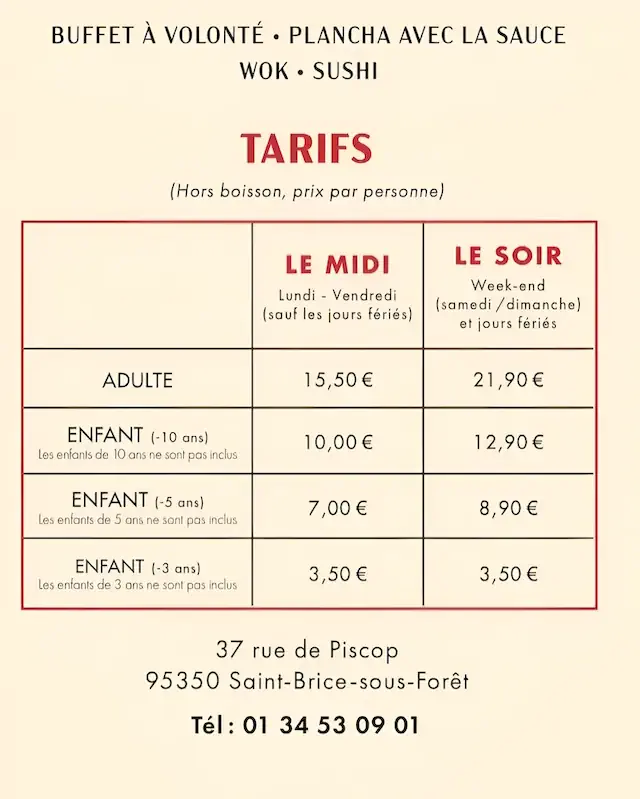 BUFFET À VOLONTÉ • PLANCHA AVEC LA SAUCE
WOK • SUSHI
TARIFS
(Hors boisson, prix par personne)
LE MIDI
Lundi - Vendredi
(sauf les jours fériés)
LE SOIR
Week-end
(samedi /dimanche)
et jours fériés
ADULTE
15,50 €
21,90 €
ENFANT (-10 ans)
Les enfants de 10 ans ne sont pas inclus
10,00 €
12,90 €
ENFANT (-5 ans)
Les enfants de 5 ans ne sont pas inclus
7,00 €
8,90 €
ENFANT (-3 ans)
Les enfants de 3 ans ne sont pas inclus
3,50 €
3,50 €
37 rue de Piscop
95350 Saint-Brice-sous-Forêt
Tél : 01 34 53 09 01